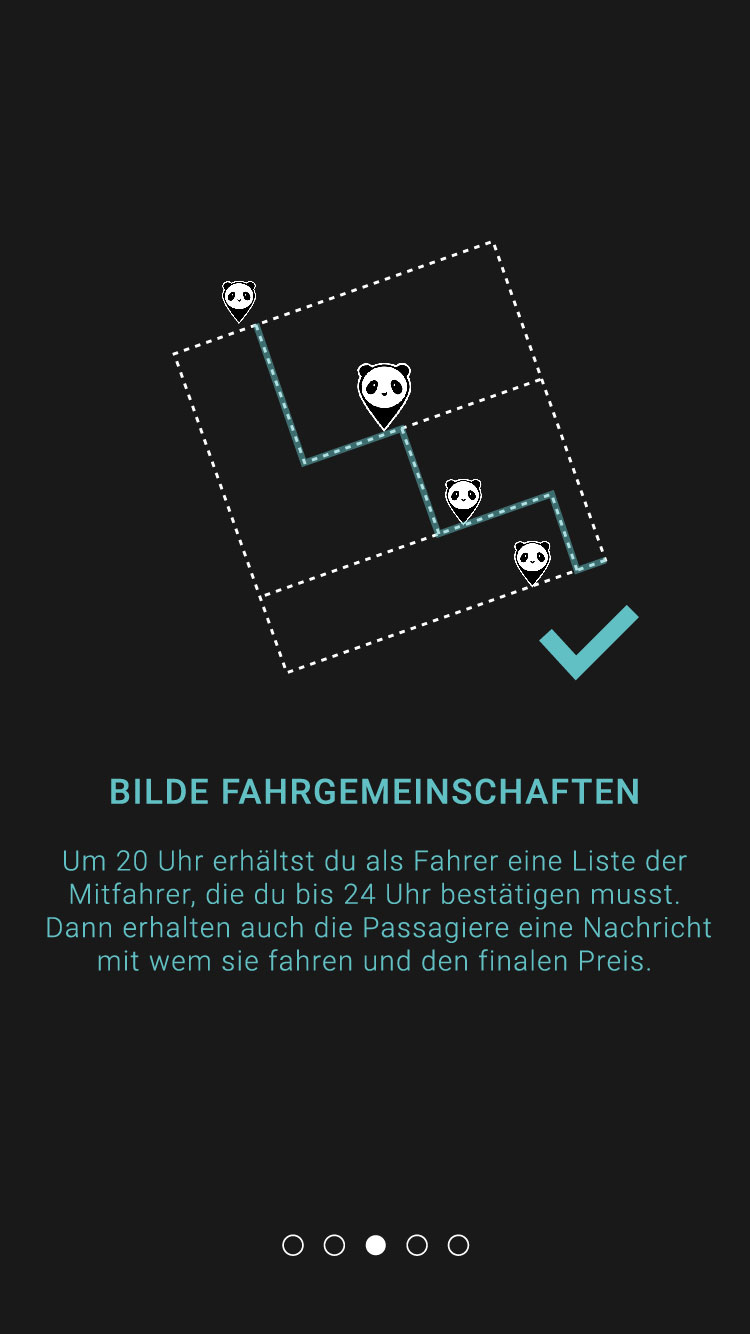 BILDE FAHRGEMEINSCHAFTEN
Um 20 Uhr erhältst du als Fahrer eine Liste der
Mitfahrer, die du bis 24 Uhr bestätigen musst.
Dann erhalten auch die Passagiere eine Nachricht
mit wem sie fahren und den finalen Preis.